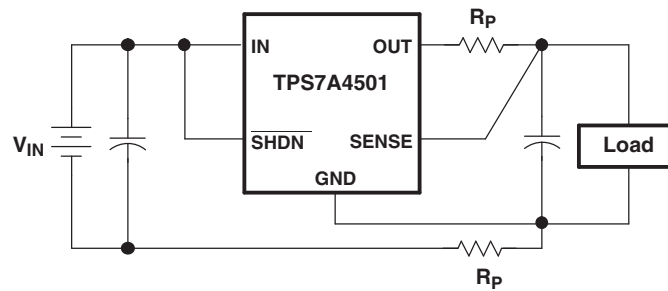 R_P
IN
OUT
TPS7A4501
V_IN
SHDN
SENSE
Load
GND
R_P